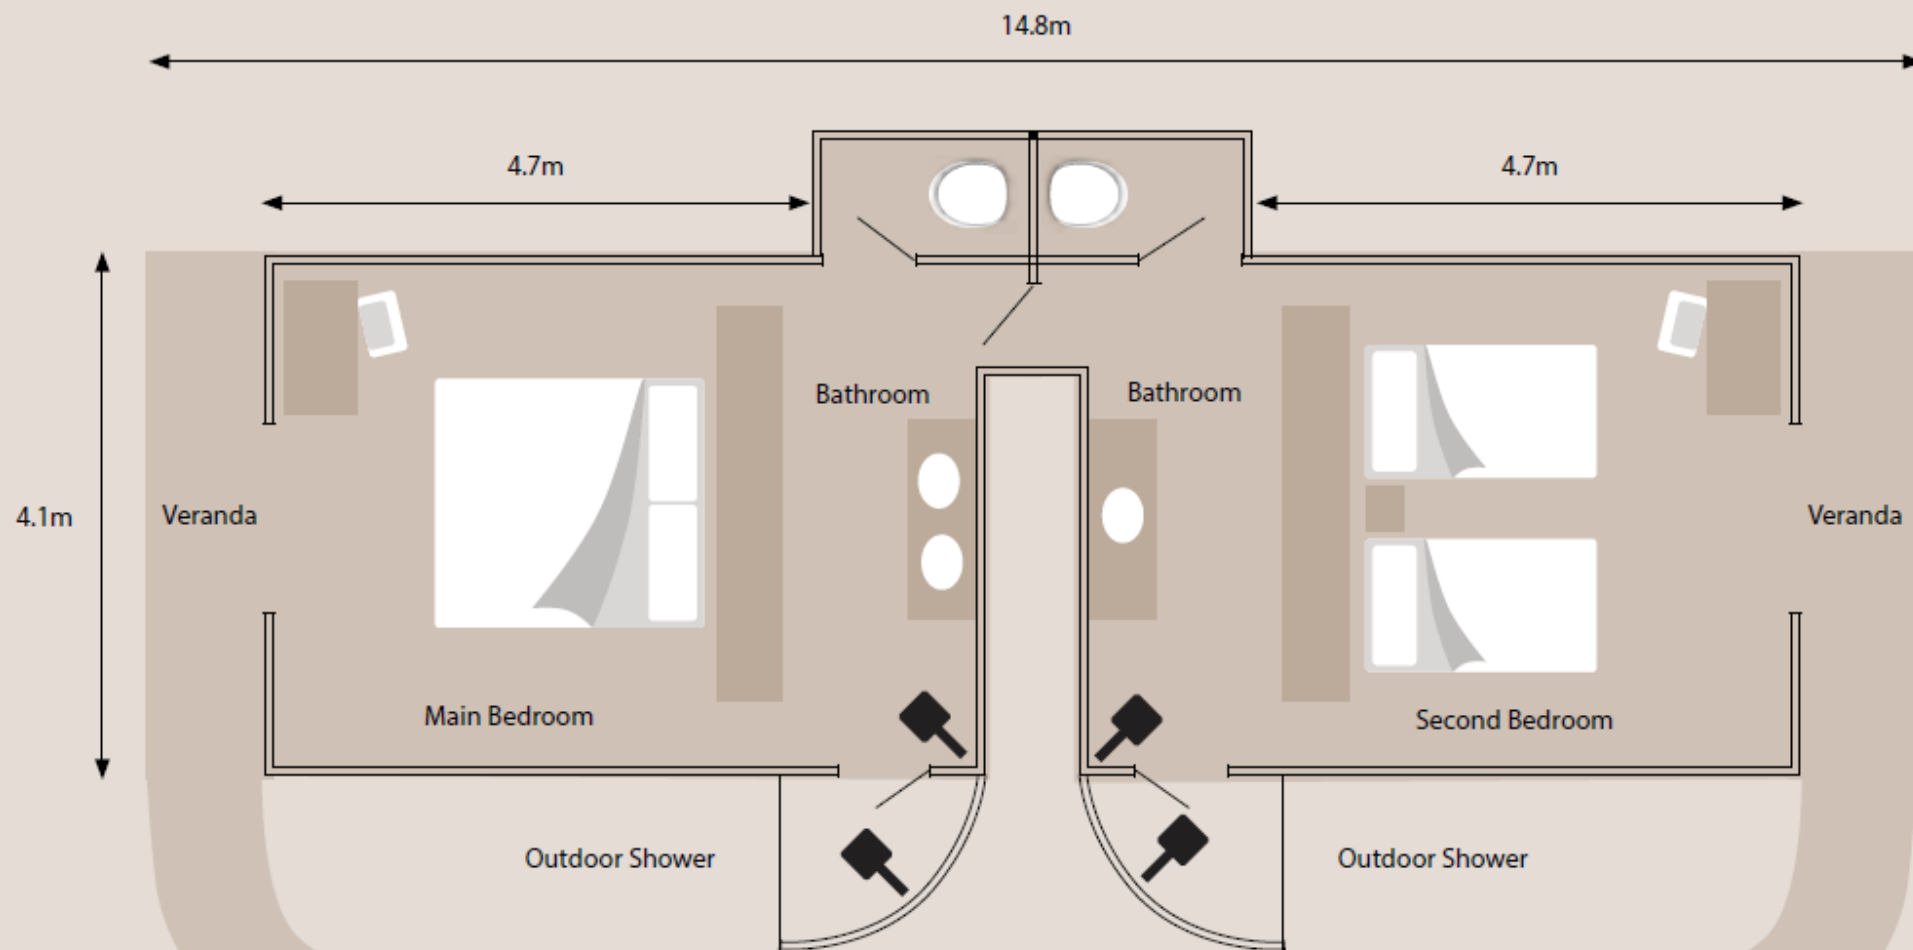 14.8m
4.7m
4.7m
Bathroom
Bathroom
4.1m
Veranda
Veranda
Main Bedroom
Second Bedroom
Outdoor Shower
Outdoor Shower